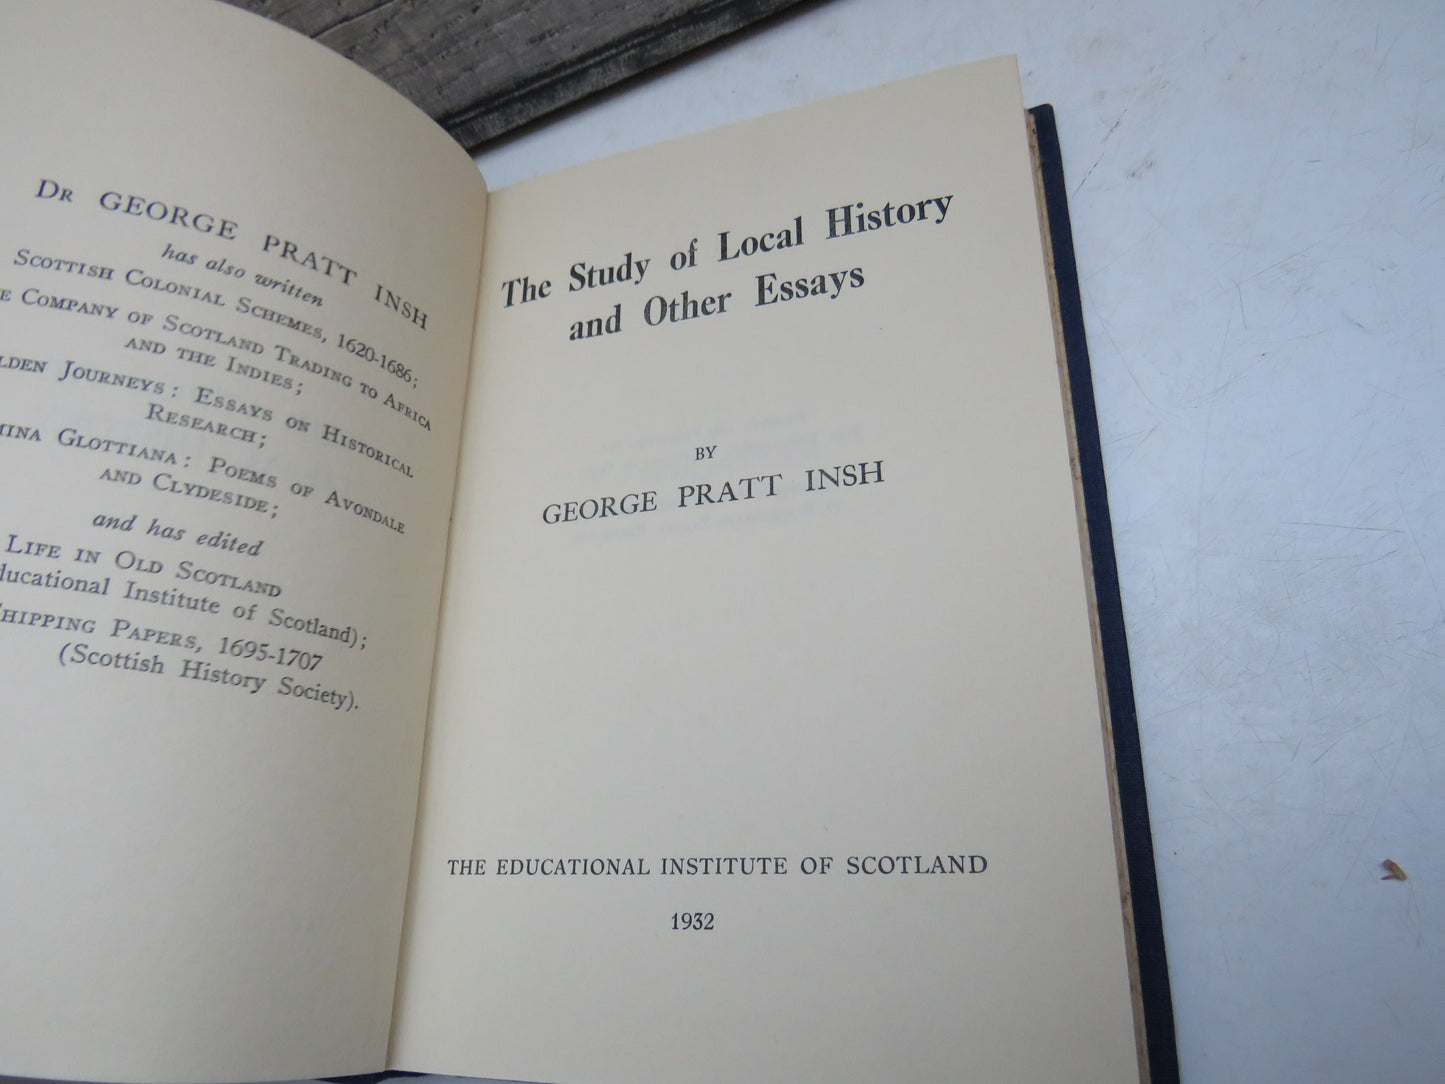 DR GEORGE PRATT INSH
has also written
SCOTTISH COLONIAL SCHEMES, 1620-1686;
COMPANY OF SCOTLAND TRADING TO AFRICA
AND THE INDIES;
JOURNEYS: ESSAYS ON HISTORICAL
RESEARCH;
GLOTTIANA: POEMS OF AVONDALE
AND CLYDESIDE;
and has edited
LIFE IN OLD SCOTLAND
Institute of Scotland);
PAPERS, 1695-1707
(Scottish History Society).
The Study of Local History
and Other Essays
BY
GEORGE PRATT INSH
THE EDUCATIONAL INSTITUTE OF SCOTLAND
1932